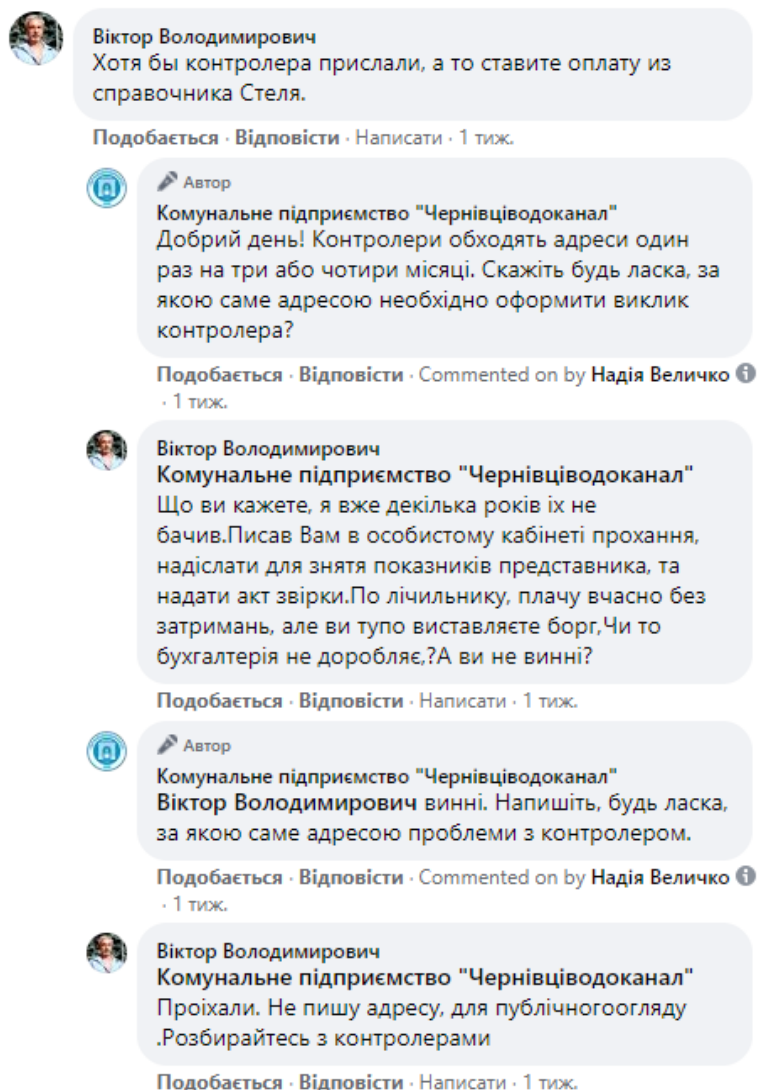 Віктор Володимирович
Хотя бы контролера прислали, а то ставите оплату из
справочника Стеля.
Подобається · Відповісти · Написати · 1 тиж.
Автор
Комунальне підприємство "Чернівціводоканал"
Добрий день! Контролери обходять адреси один
раз на три або чотири місяці. Скажіть будь ласка, за
якою саме адресою необхідно оформити виклик
контролера?
Подобається · Відповісти · Commented on by Надія Величко
· 1 тиж.
Віктор Володимирович
Комунальне підприємство "Чернівціводоканал"
Що ви кажете, я вже декілька років іх не
бачив.Писав Вам в особистому кабінеті прохання,
надіслати для знятя показників представника, та
надати акт звірки.По лічильнику, плачу вчасно без
затримань, але ви тупо виставляєте борг,Чи то
бухгалтерія не доробляє,?А ви не винні?
Подобається · Відповісти · Написати · 1 тиж.
Автор
Комунальне підприємство "Чернівціводоканал"
Віктор Володимирович винні. Напишіть, будь ласка,
за якою саме адресою проблеми з контролером.
Подобається · Відповісти · Commented on by Надія Величко
· 1 тиж.
Віктор Володимирович
Комунальне підприємство "Чернівціводоканал"
Проіхали. Не пишу адресу, для публічногоогляду
.Розбирайтесь з контролерами
Подобається · Відповісти · Написати · 1 тиж.